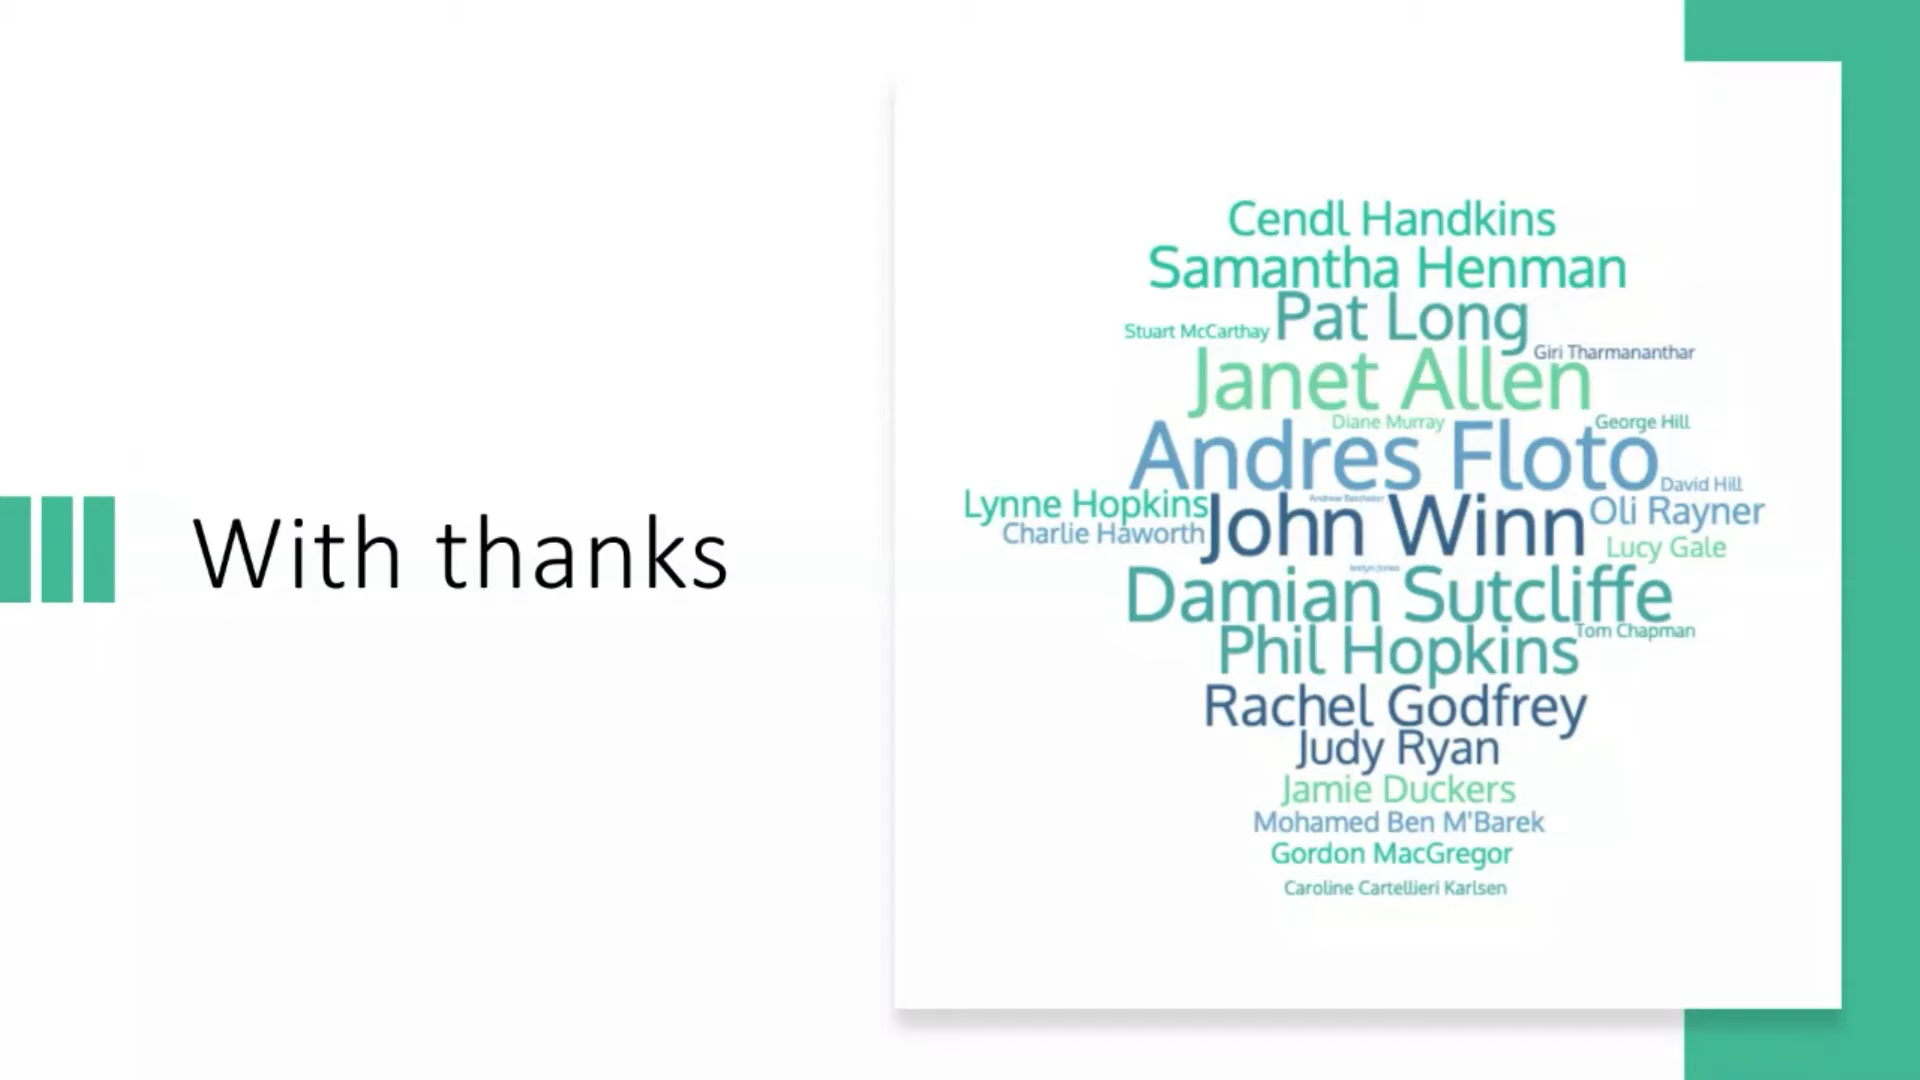 With thanks
Cendl Handkins
Samantha Henman
Pat Long
Stuart McCarthay
Giri Tharmananthar
Janet Allen
Diane Murray
George Hill
Andres Floto
David Hill
Lynne Hopkins
John Winn
Oli Rayner
Charlie Haworth
Lucy Gale
Damian Sutcliffe
Tom Chapman
Phil Hopkins
Rachel Godfrey
Judy Ryan
Jamie Duckers
Mohamed Ben M'Barek
Gordon MacGregor
Caroline Cartellieri Karlsen